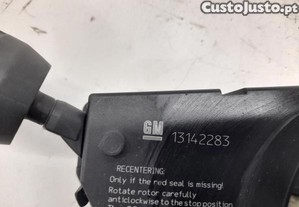 CustoJusto.pt
GM 13142283
RECENTERING:
Only if the red seal is missing!
Rotate rotor carefully
anticlockwise to the stop position